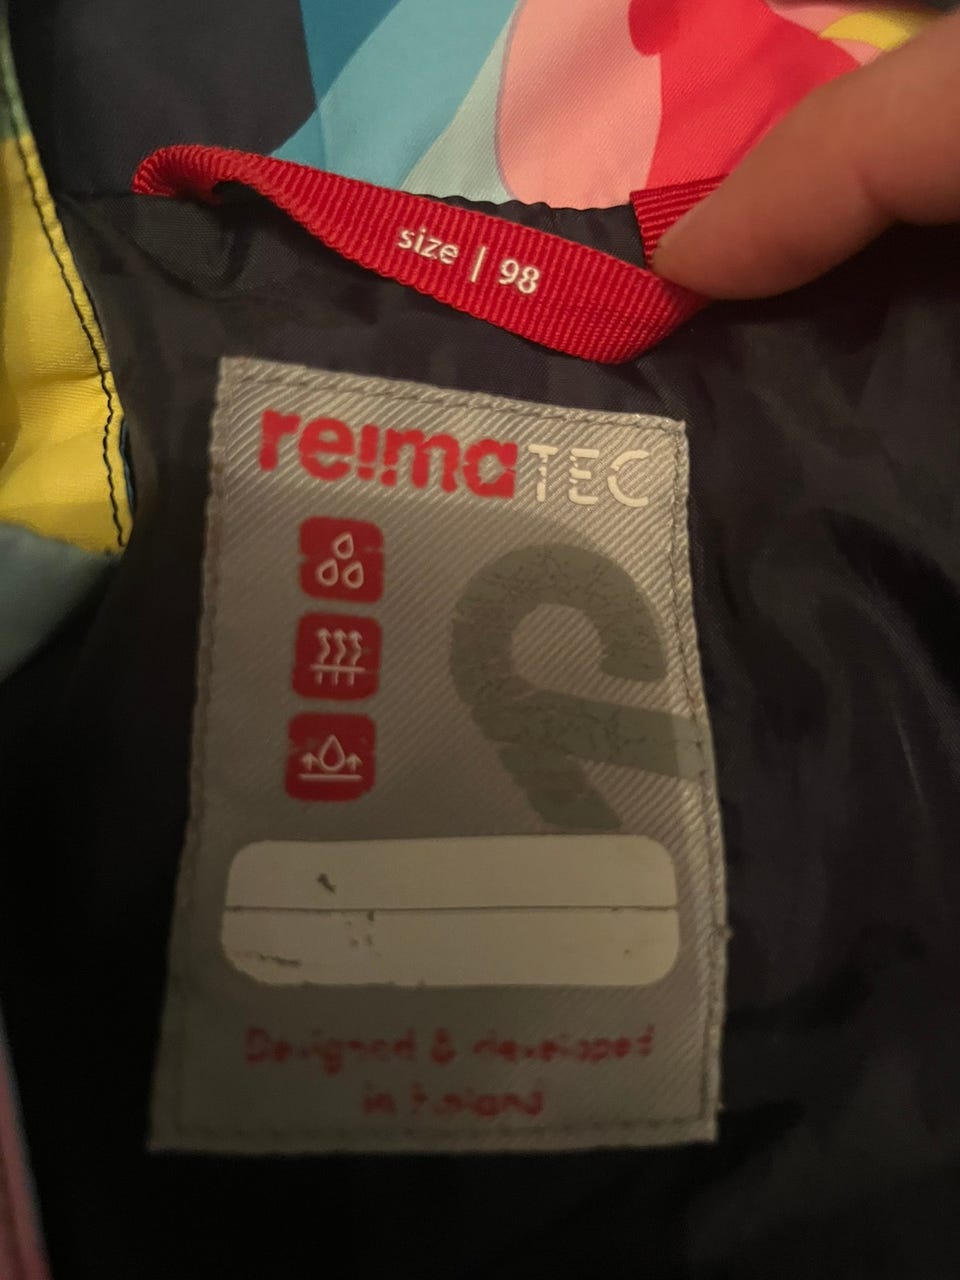 size | 98
reima TEC
Designed & developed
in Finland